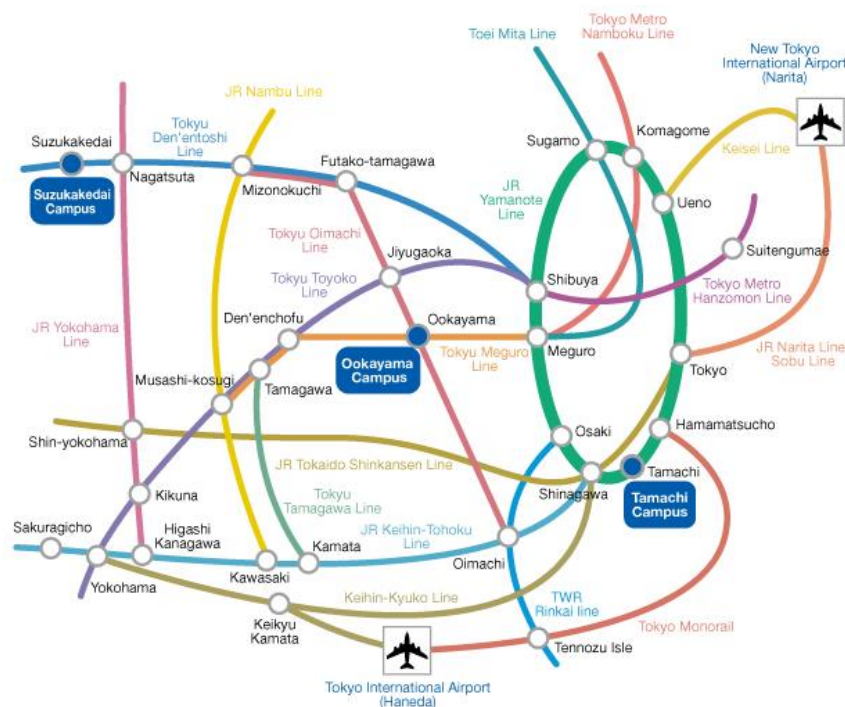 Toei Mita Line
Tokyo Metro
Namboku Line
New Tokyo
International Airport
(Narita)
JR Nambu Line
Tokyu
Den'entoshi
Line
Suzukakedai
Suzukakedai
Campus
Nagatsuta
Mizonokuchi
Futako-tamagawa
Sugamo
Komagome
Keisei Line
JR
Yamanote
Line
Ueno
Tokyu Oimachi
Line
Jiyugaoka
Tokyu Toyoko
Line
Shibuya
Suitengumae
Tokyo Metro
Hanzomon Line
JR Yokohama
Line
Den'enchofu
Ookayama
Ookayama
Campus
Tokyu Meguro
Line
Meguro
Tokyo
JR Narita Line
Sobu Line
Musashi-kosugi
Tamagawa
Shin-yokohama
JR Tokaido Shinkansen Line
Osaki
Hamamatsucho
Shinagawa
Tamachi
Tamachi
Campus
Kikuna
Tokyu
Tamagawa Line
Sakuragicho
Higashi
Kanagawa
JR Keihin-Tohoku
Line
Yokohama
Kawasaki
Kamata
Oimachi
Keihin-Kyuko Line
TWR
Rinkai line
Keikyu
Kamata
Tokyo Monorail
Tennozu Isle
Tokyo International Airport
(Haneda)